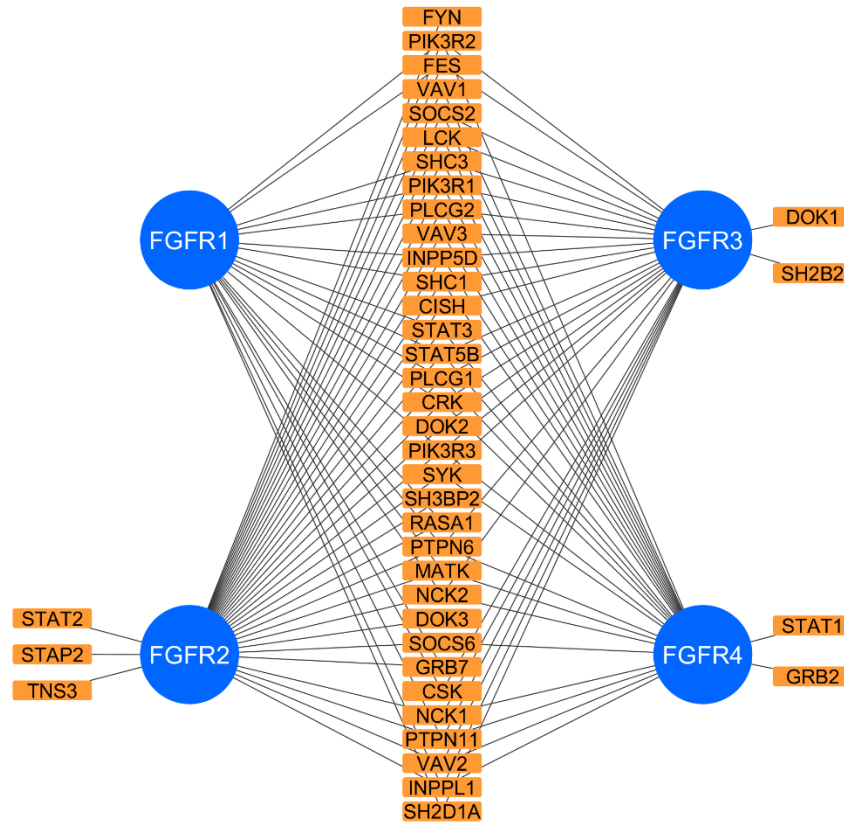 FYN
PIK3R2
FES
VAV1
SOCS2
LCK
SHC3
PIK3R1
PLCG2
VAV3
INPP5D
SHC1
CISH
STAT3
STAT5B
PLCG1
CRK
DOK2
PIK3R3
SYK
SH3BP2
RASA1
PTPN6
MATK
NCK2
DOK3
SOCS6
GRB7
CSK
NCK1
PTPN11
VAV2
INPPL1
SH2D1A
FGFR1
FGFR3
DOK1
SH2B2
STAT2
STAP2
TNS3
FGFR2
FGFR4
STAT1
GRB2